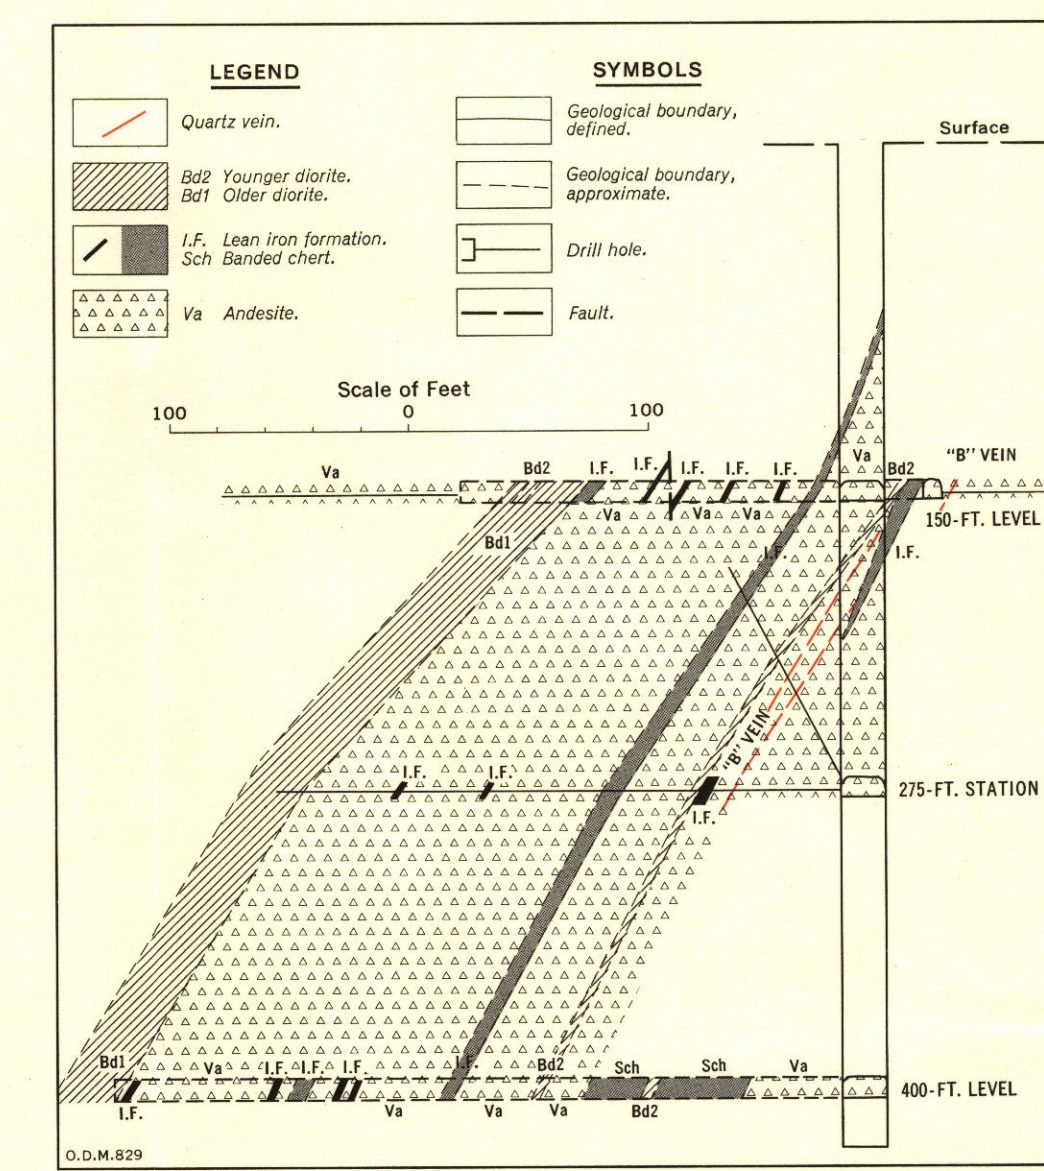 LEGEND
Quartz vein.
Bd2 Younger diorite.
Bd1 Older diorite.
I.F. Lean iron formation.
Sch Banded chert.
Va Andesite.
SYMBOLS
Geological boundary,
defined.
Geological boundary,
approximate.
Drill hole.
Fault.
Surface
Scale of Feet
100 0 100
Va Bd2 I.F. I.F. I.F. I.F. I.F. Va Bd2 "B" VEIN
Va Va Va 150-FT. LEVEL
Bd1 I.F. I.F.
"B" VEIN
I.F. I.F. 275-FT. STATION
I.F.
Bd1 Va I.F. I.F. I.F. I.F. Bd2 Sch Sch Va
400-FT. LEVEL
I.F. Va Va Va Bd2
O.D.M.829